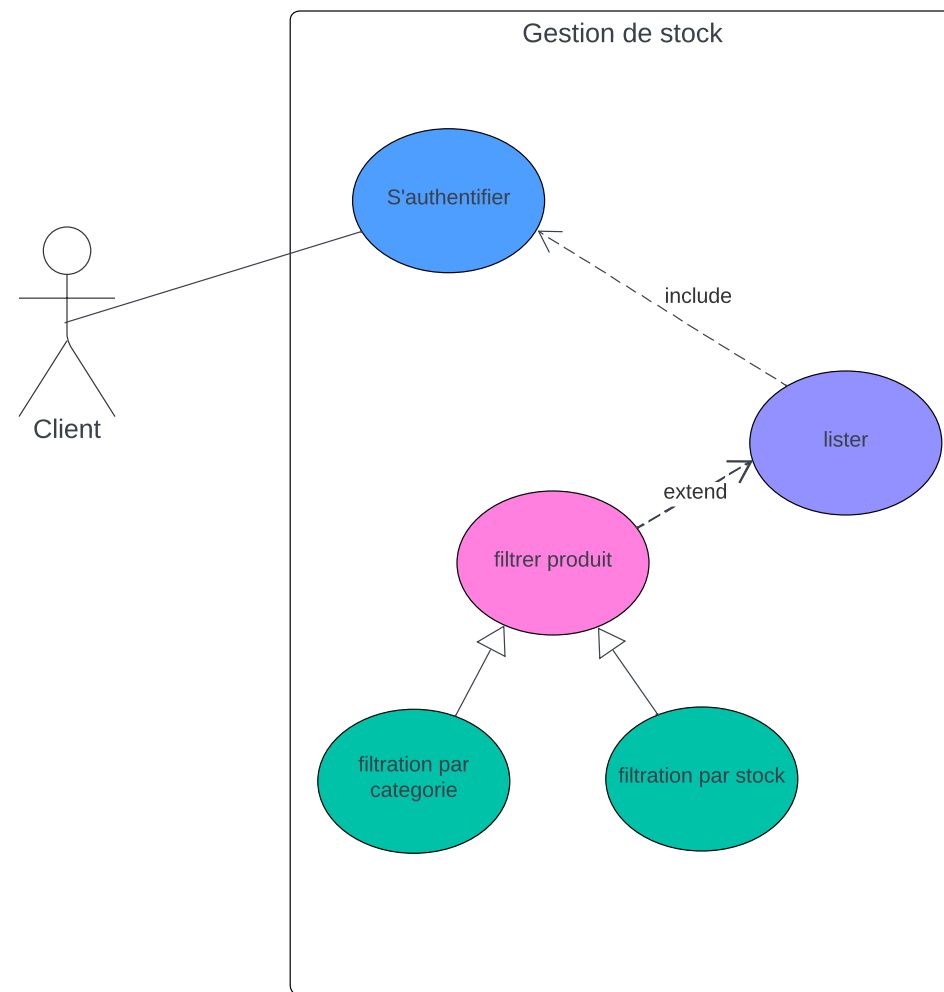 Gestion de stock
S'authentifier
include
Client
lister
extend
filtrer produit
filtration par
categorie
filtration par stock